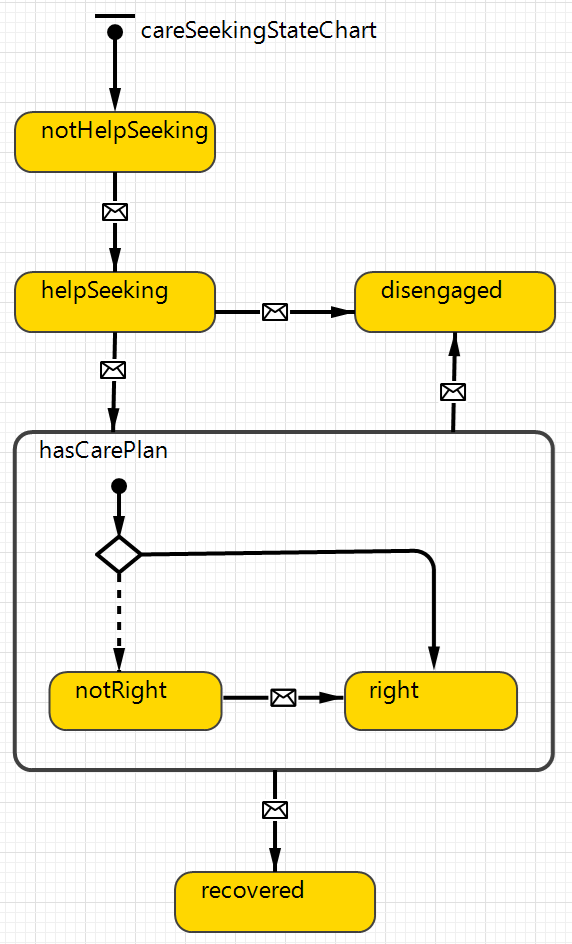 careSeekingStateChart
notHelpSeeking
helpSeeking
disengaged
hasCarePlan
notRight
right
recovered